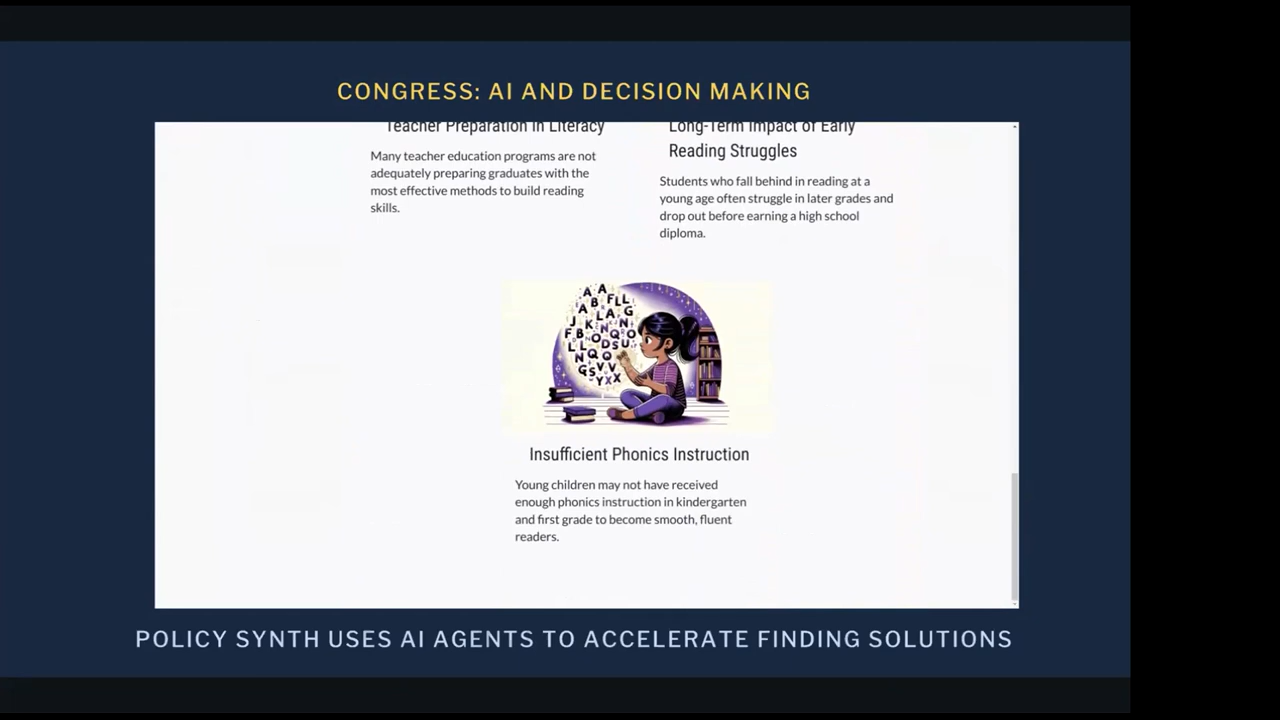 CONGRESS: AI AND DECISION MAKING
Teacher Preparation in Literacy
Many teacher education programs are not
adequately preparing graduates with the
most effective methods to build reading
skills.
Long-Term Impact of Early
Reading Struggles
Students who fall behind in reading at a
young age often struggle in later grades and
drop out before earning a high school
diploma.
Insufficient Phonics Instruction
Young children may not have received
enough phonics instruction in kindergarten
and first grade to become smooth, fluent
readers.
POLICY SYNTH USES AI AGENTS TO ACCELERATE FINDING SOLUTIONS